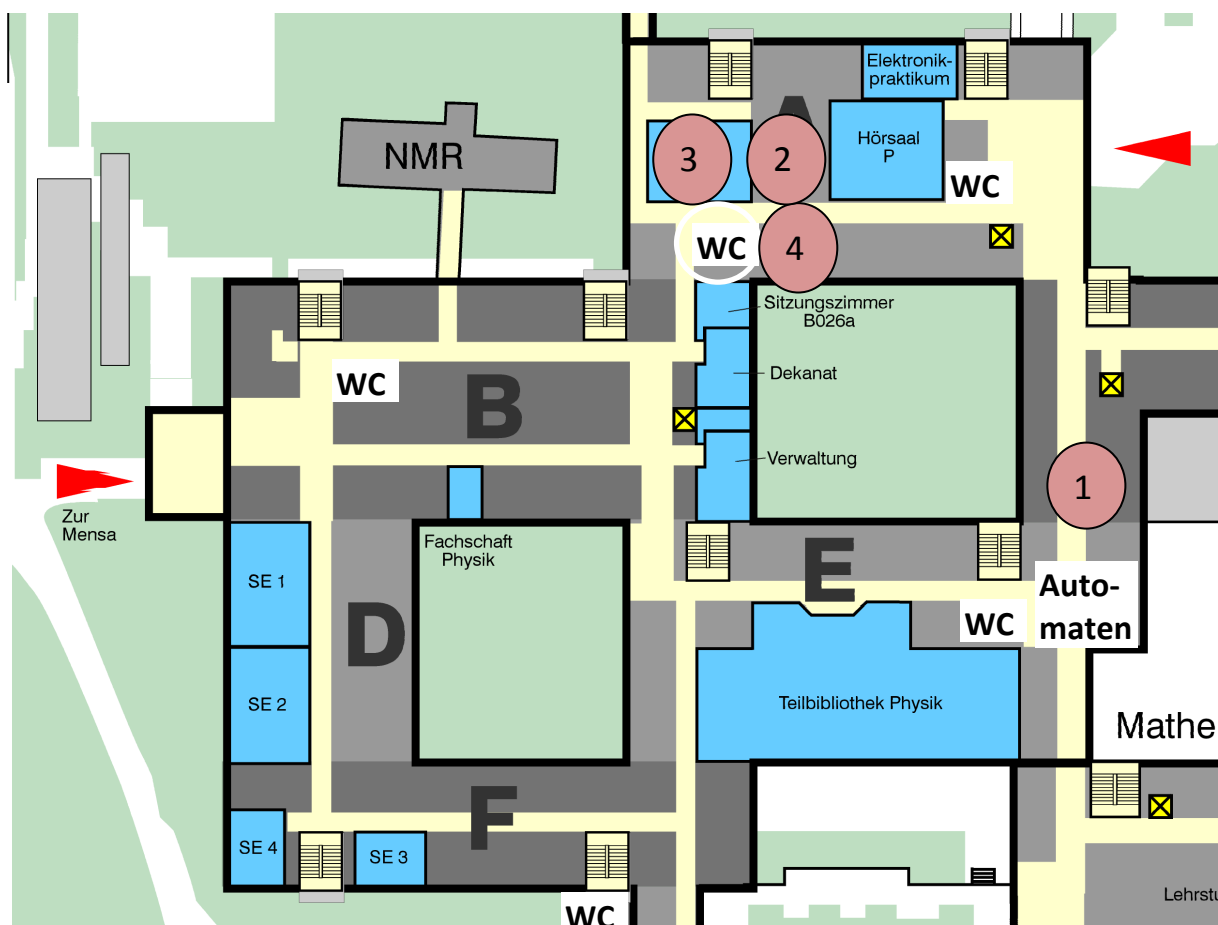 Elektronik-
praktikum
A
NMR
3
2
Hörsaal
P
WC
WC
4
Sitzungszimmer
B026a
WC
B
Dekanat
Verwaltung
1
Zur
Mensa
Fachschaft
Physik
E
SE 1
Auto-
maten
WC
D
SE 2
Teilbibliothek Physik
Mathe
F
SE 4
SE 3
Lehrstu
WC